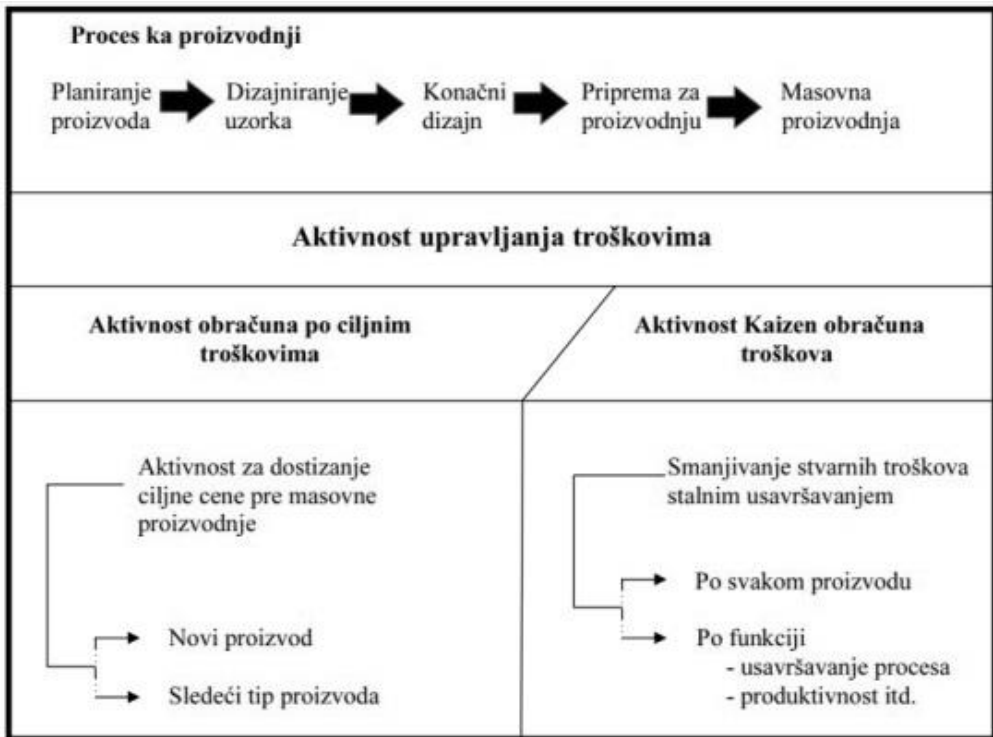 Proces ka proizvodnji
Planiranje proizvoda
Dizajniranje uzorka
Konačni dizajn
Priprema za proizvodnju
Masovna proizvodnja
Aktivnost upravljanja troškovima
Aktivnost obračuna po ciljnim
troškovima
Aktivnost Kaizen obračuna
troškova
Aktivnost za dostizanje
ciljne cene pre masovne
proizvodnje
Novi proizvod
Sledeći tip proizvoda
Smanjivanje stvarnih troškova
stalnim usavršavanjem
Po svakom proizvodu
Po funkciji
- usavršavanje procesa
- produktivnost itd.